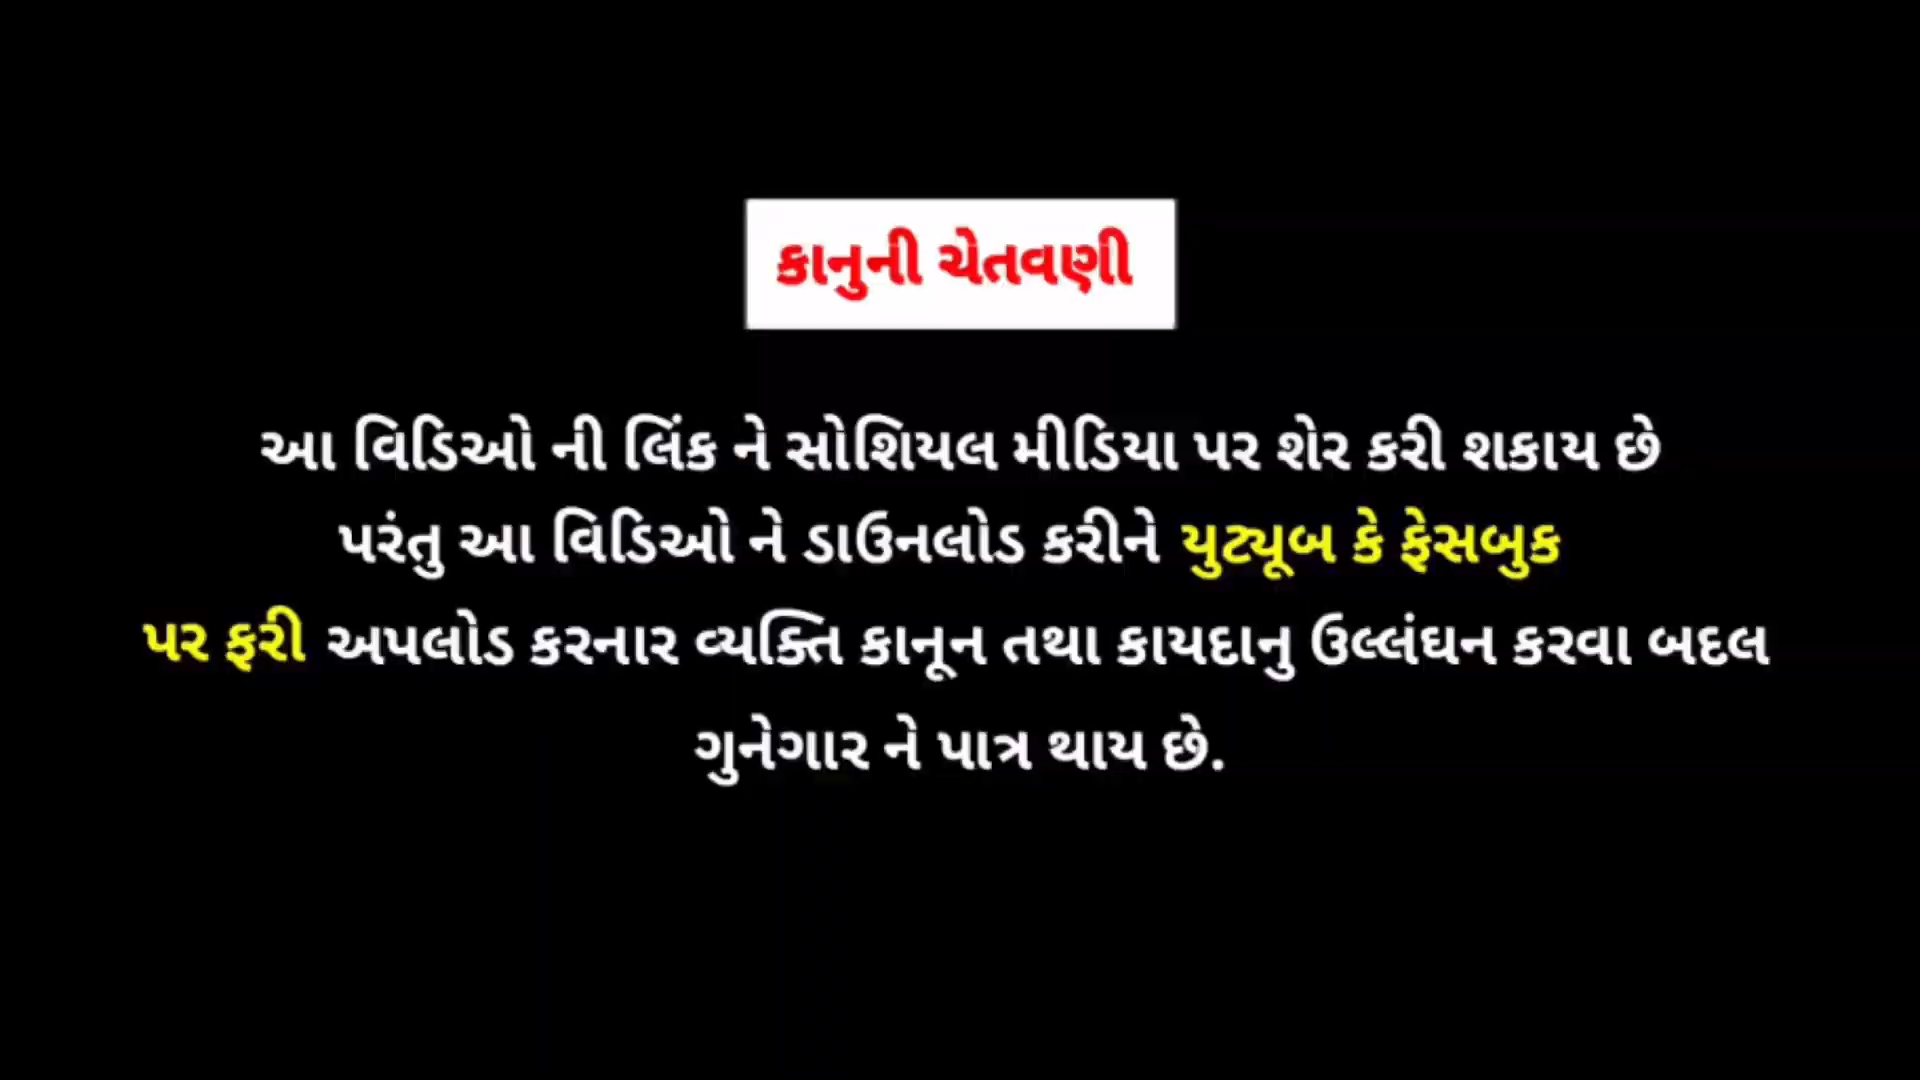 કાનુની ચેતવણી
આ વિડિઓ ની લિંક ને સોશિયલ મીડિયા પર શેર કરી શકાય છે
પરંતુ આ વિડિઓ ને ડાઉનલોડ કરીને યુટ્યૂબ કે ફેસબુક
પર ફરી અપલોડ કરનાર વ્યક્તિ કાનૂન તથા કાયદાનુ ઉલ્લંઘન કરવા બદલ
ગુનેગાર ને પાત્ર થાય છે.